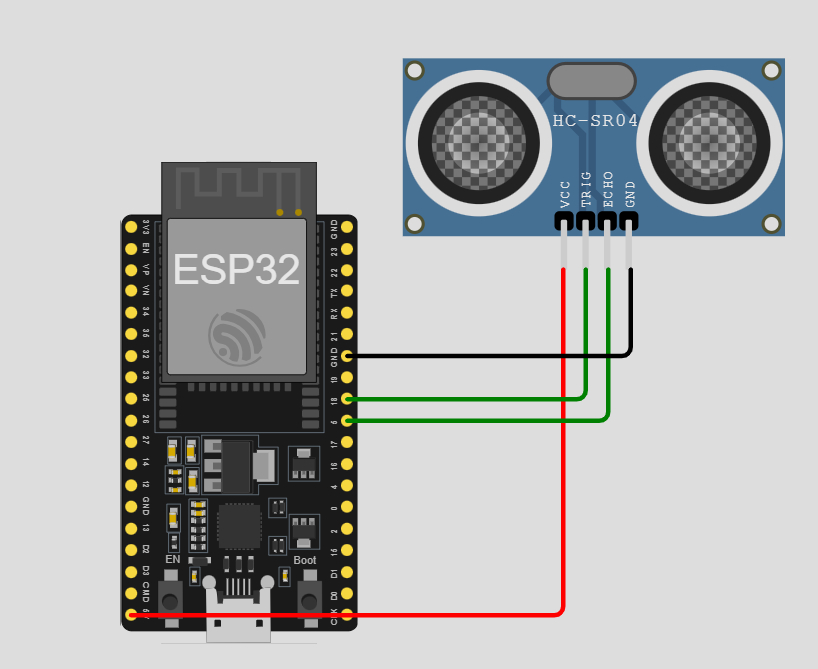 HC-SR04
VCC
TRIG
ECHO
GND
ESP32
3V3
EN
VP
VN
34
35
32
33
25
26
27
14
12
GND
13
D2
D3
CMD
5V
GND
23
22
TX
RX
21
GND
19
18
5
17
16
4
0
2
15
D1
D0
CLK
EN
Boot